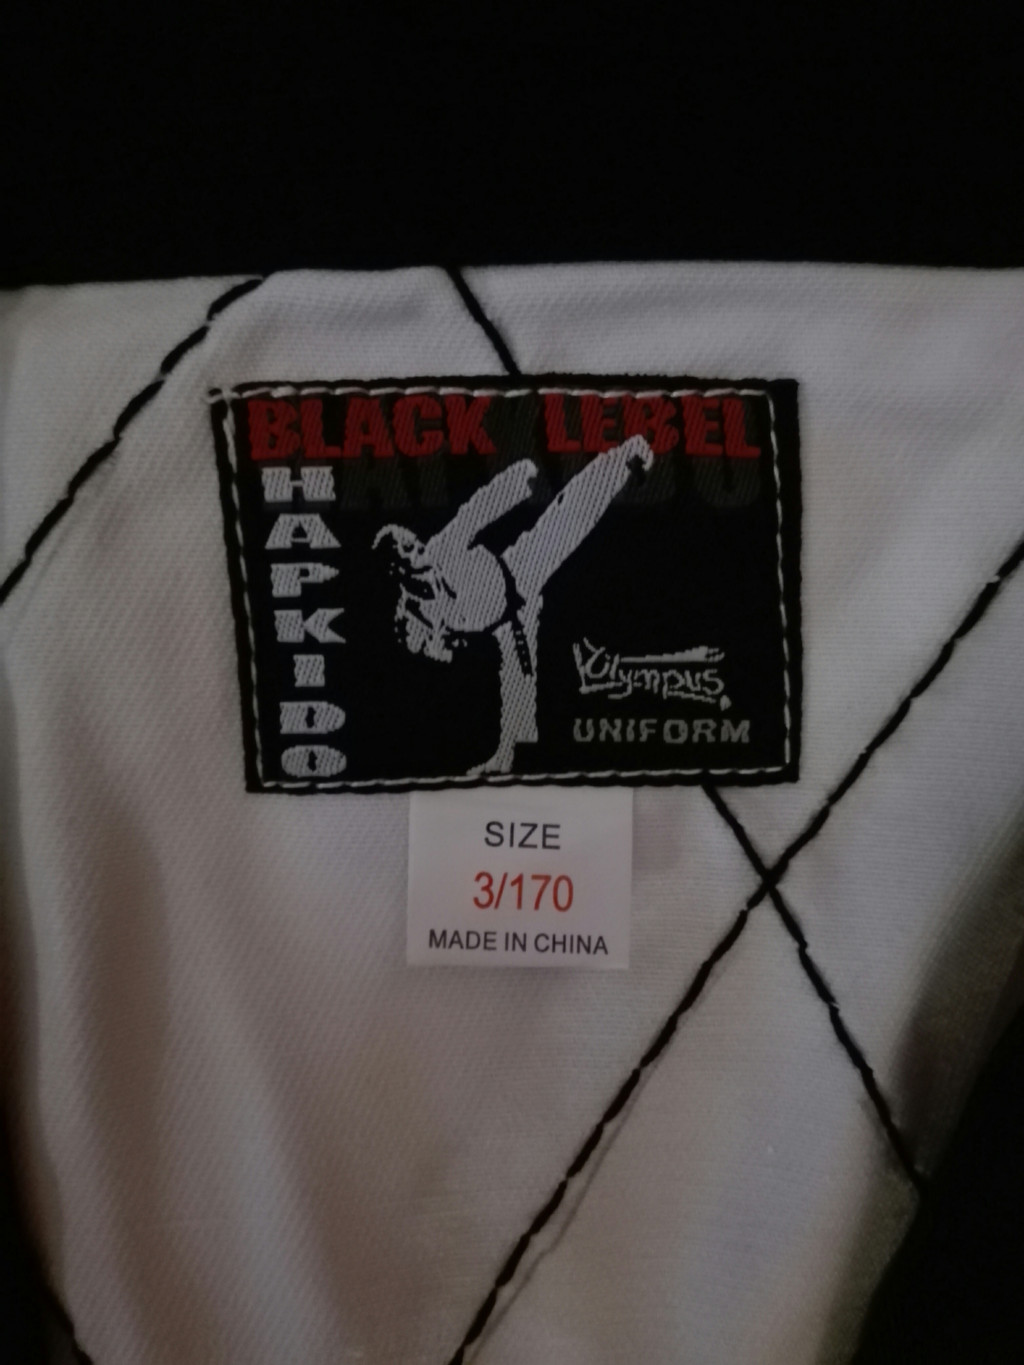 BLACK LEBEL
HAPKIDO
Olympus
UNIFORM
SIZE
3/170
MADE IN CHINA